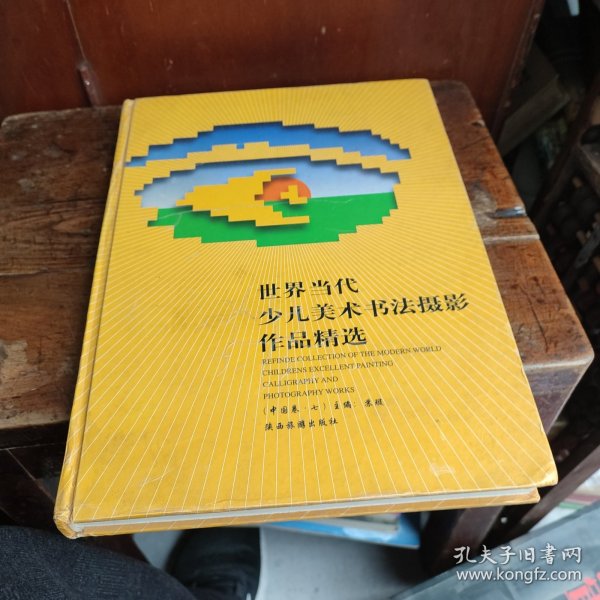 世界当代
少儿美术书法摄影
作品精选
REFINDE COLLECTION OF THE MODERN WORLD
CHILDRENS EXCELLENT PAINTING
CALLIGRAPHY AND
PHOTOGRAPHY WORKS
(中国卷·七) 主编:
陕西旅游出版社
孔夫子旧书网
www.kongfz.com